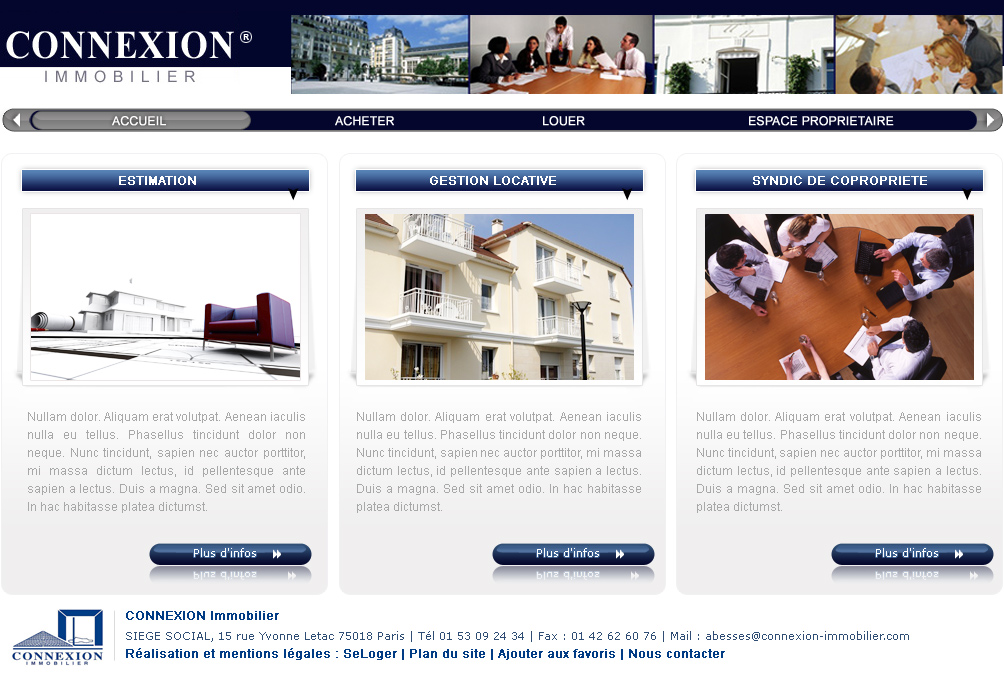 CONNEXION®
IMMOBILIER
ACCUEIL
ACHETER
LOUER
ESPACE PROPRIETAIRE
ESTIMATION
Nullam dolor. Aliquam erat volutpat. Aenean iaculis
nulla eu tellus. Phasellus tincidunt dolor non
neque. Nunc tincidunt, sapien nec auctor porttitor,
mi massa dictum lectus, id pellentesque ante
sapien a lectus. Duis a magna. Sed sit amet odio.
In hac habitasse platea dictumst.
Plus d'infos
GESTION LOCATIVE
Nullam dolor. Aliquam erat volutpat. Aenean iaculis
nulla eu tellus. Phasellus tincidunt dolor non neque.
Nunc tincidunt, sapien nec auctor porttitor, mi massa
dictum lectus, id pellentesque ante sapien a lectus.
Duis a magna. Sed sit amet odio. In hac habitasse
platea dictumst.
Plus d'infos
SYNDIC DE COPROPRIETE
Nullam dolor. Aliquam erat volutpat. Aenean iaculis
nulla eu tellus. Phasellus tincidunt dolor non neque.
Nunc tincidunt, sapien nec auctor porttitor, mi massa
dictum lectus, id pellentesque ante sapien a lectus.
Duis a magna. Sed sit amet odio. In hac habitasse
platea dictumst.
Plus d'infos
CONNEXION
IMMOBILIER
CONNEXION Immobilier
SIEGE SOCIAL, 15 rue Yvonne Letac 75018 Paris | Tél 01 53 09 24 34 | Fax : 01 42 62 60 76 | Mail : abesses@connexion-immobilier.com
Réalisation et mentions légales : SeLoger | Plan du site | Ajouter aux favoris | Nous contacter